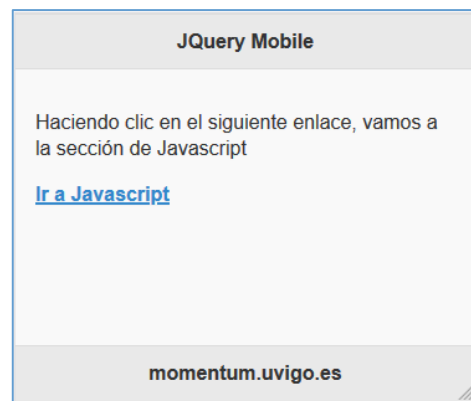 JQuery Mobile
Haciendo clic en el siguiente enlace, vamos a
la sección de Javascript
Ir a Javascript
momentum.uvigo.es